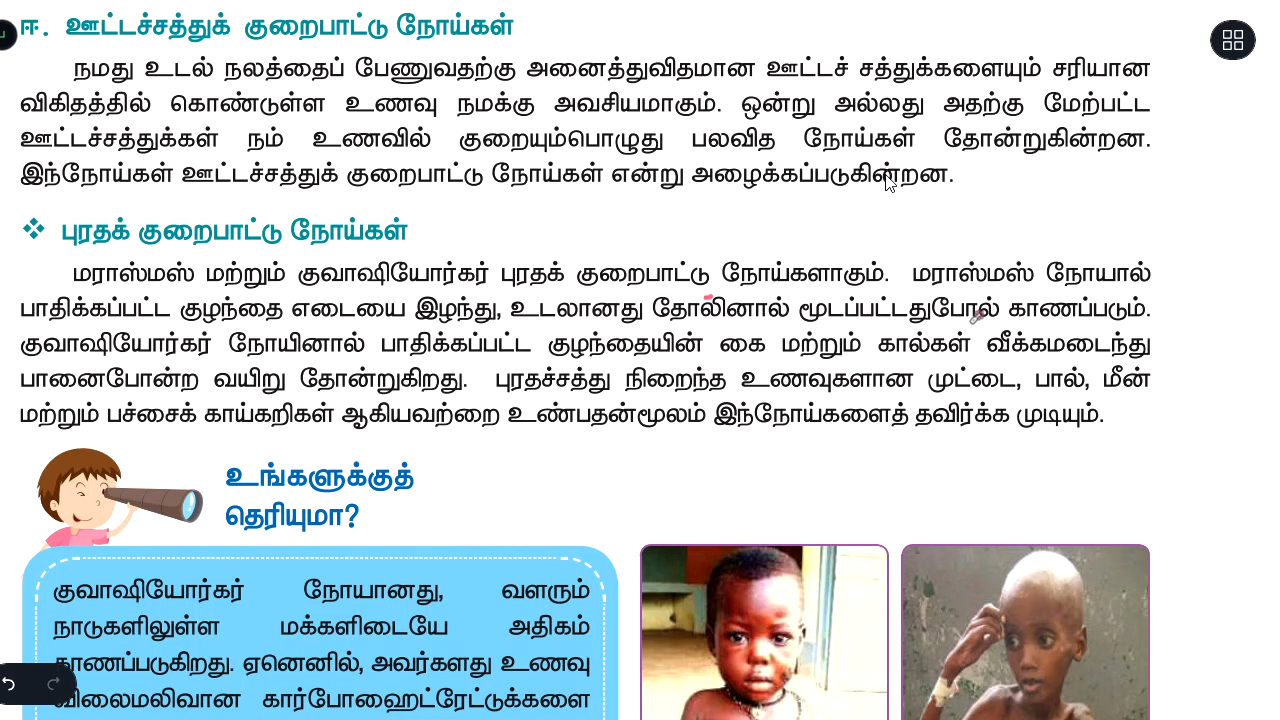 ஈ. ஊட்டச்சத்துக் குறைபாட்டு நோய்கள்
நமது உடல் நலத்தைப் பேணுவதற்கு அனைத்துவிதமான ஊட்டச் சத்துக்களையும் சரியான
விகிதத்தில் கொண்டுள்ள உணவு நமக்கு அவசியமாகும். ஒன்று அல்லது அதற்கு மேற்பட்ட
ஊட்டச்சத்துக்கள் நம் உணவில் குறையும்பொழுது பலவித நோய்கள் தோன்றுகின்றன.
இந்நோய்கள் ஊட்டச்சத்துக் குறைபாட்டு நோய்கள் என்று அழைக்கப்படுகின்றன.
❖ புரதக் குறைபாட்டு நோய்கள்
மராஸ்மஸ் மற்றும் குவாஷியோர்கர் புரதக் குறைபாட்டு நோய்களாகும். மராஸ்மஸ் நோயால்
பாதிக்கப்பட்ட குழந்தை எடையை இழந்து, உடலானது தோலினால் மூடப்பட்டதுபோல் காணப்படும்.
குவாஷியோர்கர் நோயினால் பாதிக்கப்பட்ட குழந்தையின் கை மற்றும் கால்கள் வீக்கமடைந்து
பானைபோன்ற வயிறு தோன்றுகிறது. புரதச்சத்து நிறைந்த உணவுகளான முட்டை, பால், மீன்
மற்றும் பச்சைக் காய்கறிகள் ஆகியவற்றை உண்பதன்மூலம் இந்நோய்களைத் தவிர்க்க முடியும்.
உங்களுக்குத்
தெரியுமா?
குவாஷியோர்கர் நோயானது, வளரும்
நாடுகளிலுள்ள மக்களிடையே அதிகம்
காணப்படுகிறது. ஏனெனில், அவர்களது உணவு
விலைமலிவான கார்போஹைட்ரேட்டுக்களை